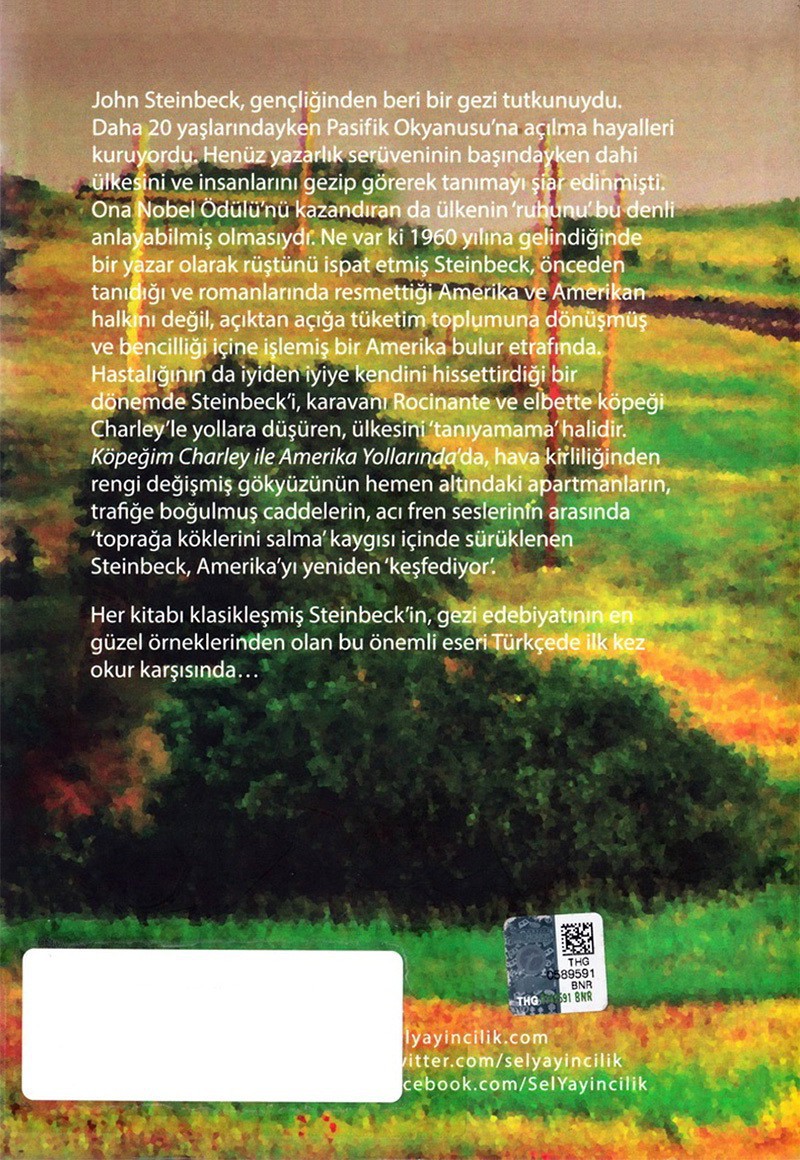 John Steinbeck, gençliğinden beri bir gezi tutkunuydu.
Daha 20 yaşlarındayken Pasifik Okyanusu’na açılma hayalleri
kuruyordu. Henüz yazarlık serüveninin başındayken dahi
ülkesini ve insanlarını gezip görerek tanımayı şiar edinmişti.
Ona Nobel Ödülü’nü kazandıran da ülkenin ‘ruhunu’ bu denli
anlayabilmiş olmasıydı. Ne var ki 1960 yılına gelindiğinde
bir yazar olarak rüştünü ispat etmiş Steinbeck, önceden
tanıdığı ve romanlarında resmettiği Amerika ve Amerikan
halkını değil, açıktan açığa tüketim toplumuna dönüşmüş
ve bencilliği içine işlemiş bir Amerika bulur etrafında.
Hastalığının da iyiden iyiye kendini hissettirdiği bir
dönemde Steinbeck’i, karavanı Rocinante ve elbette köpeği
Charley’le yollara düşüren, ülkesini ‘tanıyamama’ halidir.
Köpeğim Charley ile Amerika Yollarında’da, hava kirliliğinden
rengi değişmiş gökyüzünün hemen altındaki apartmanların,
trafiğe boğulmuş caddelerin, acı fren seslerinin arasında
‘toprağa köklerini salma’ kaygısı içinde sürüklenen
Steinbeck, Amerika’yı yeniden ‘keşfediyor’.
Her kitabı klasikleşmiş Steinbeck’in, gezi edebiyatının en
güzel örneklerinden olan bu önemli eseri Türkçede ilk kez
okur karşısında…
THG
0589591
BNR
THG 591 BNR
elyayincilik.com
witter.com/selyayincilik
cebook.com/SelYayincilik